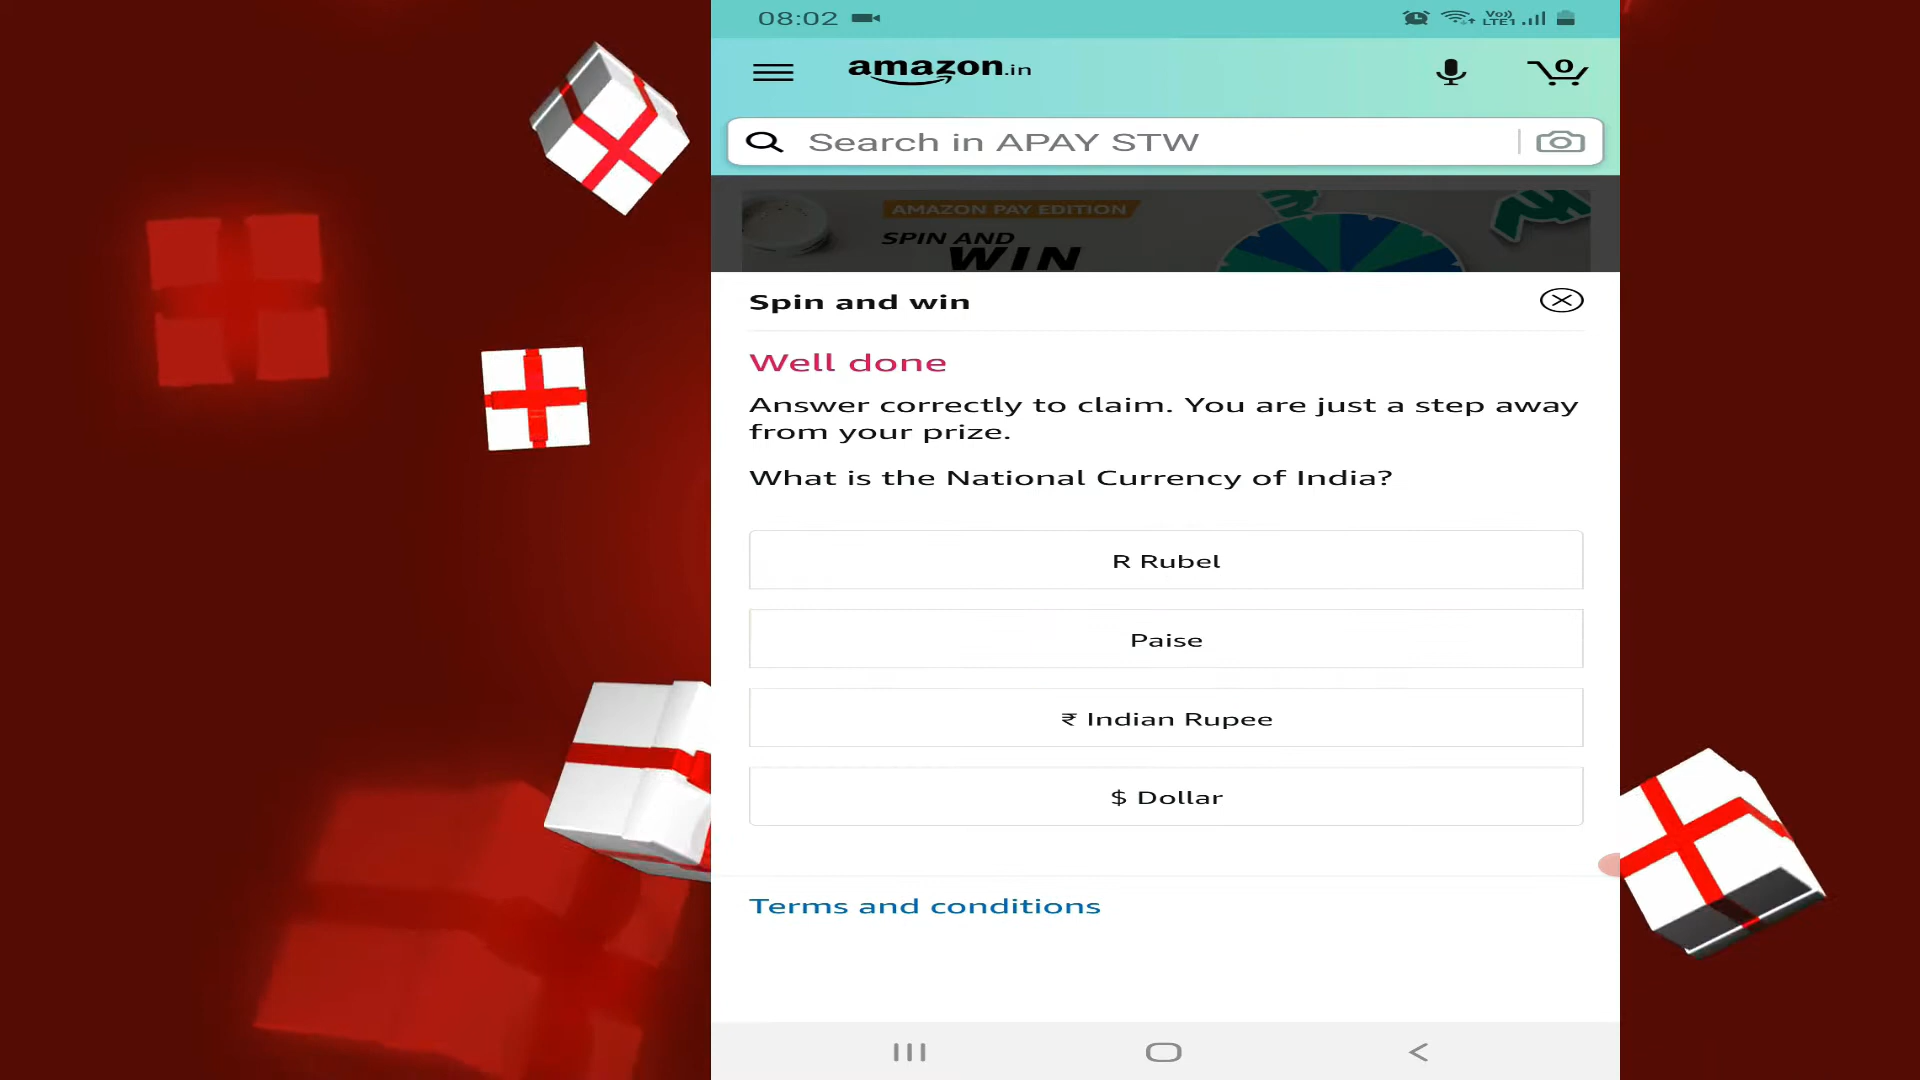 08:02
Vo))
LTE1
amazon.in
0
Search in APAY STW
AMAZON PAY EDITION
SPIN AND
WIN
Spin and win
Well done
Answer correctly to claim. You are just a step away
from your prize.
What is the National Currency of India?
R Rubel
Paise
₹ Indian Rupee
$ Dollar
Terms and conditions